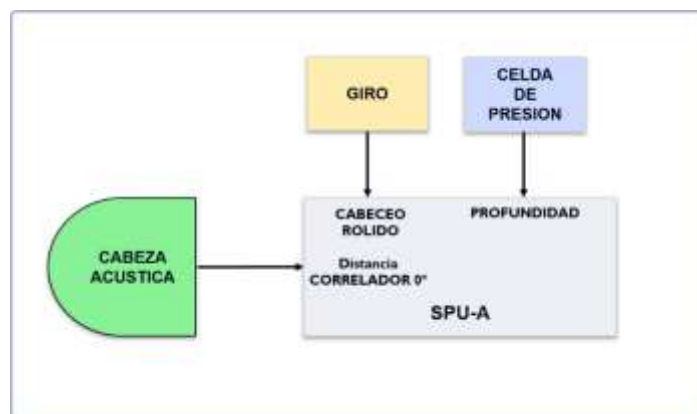 GIRO
CELDA
DE
PRESION
CABECEO
ROLIDO
PROFUNDIDAD
CABEZA
ACUSTICA
Distancia
CORRELADOR 0°
SPU-A